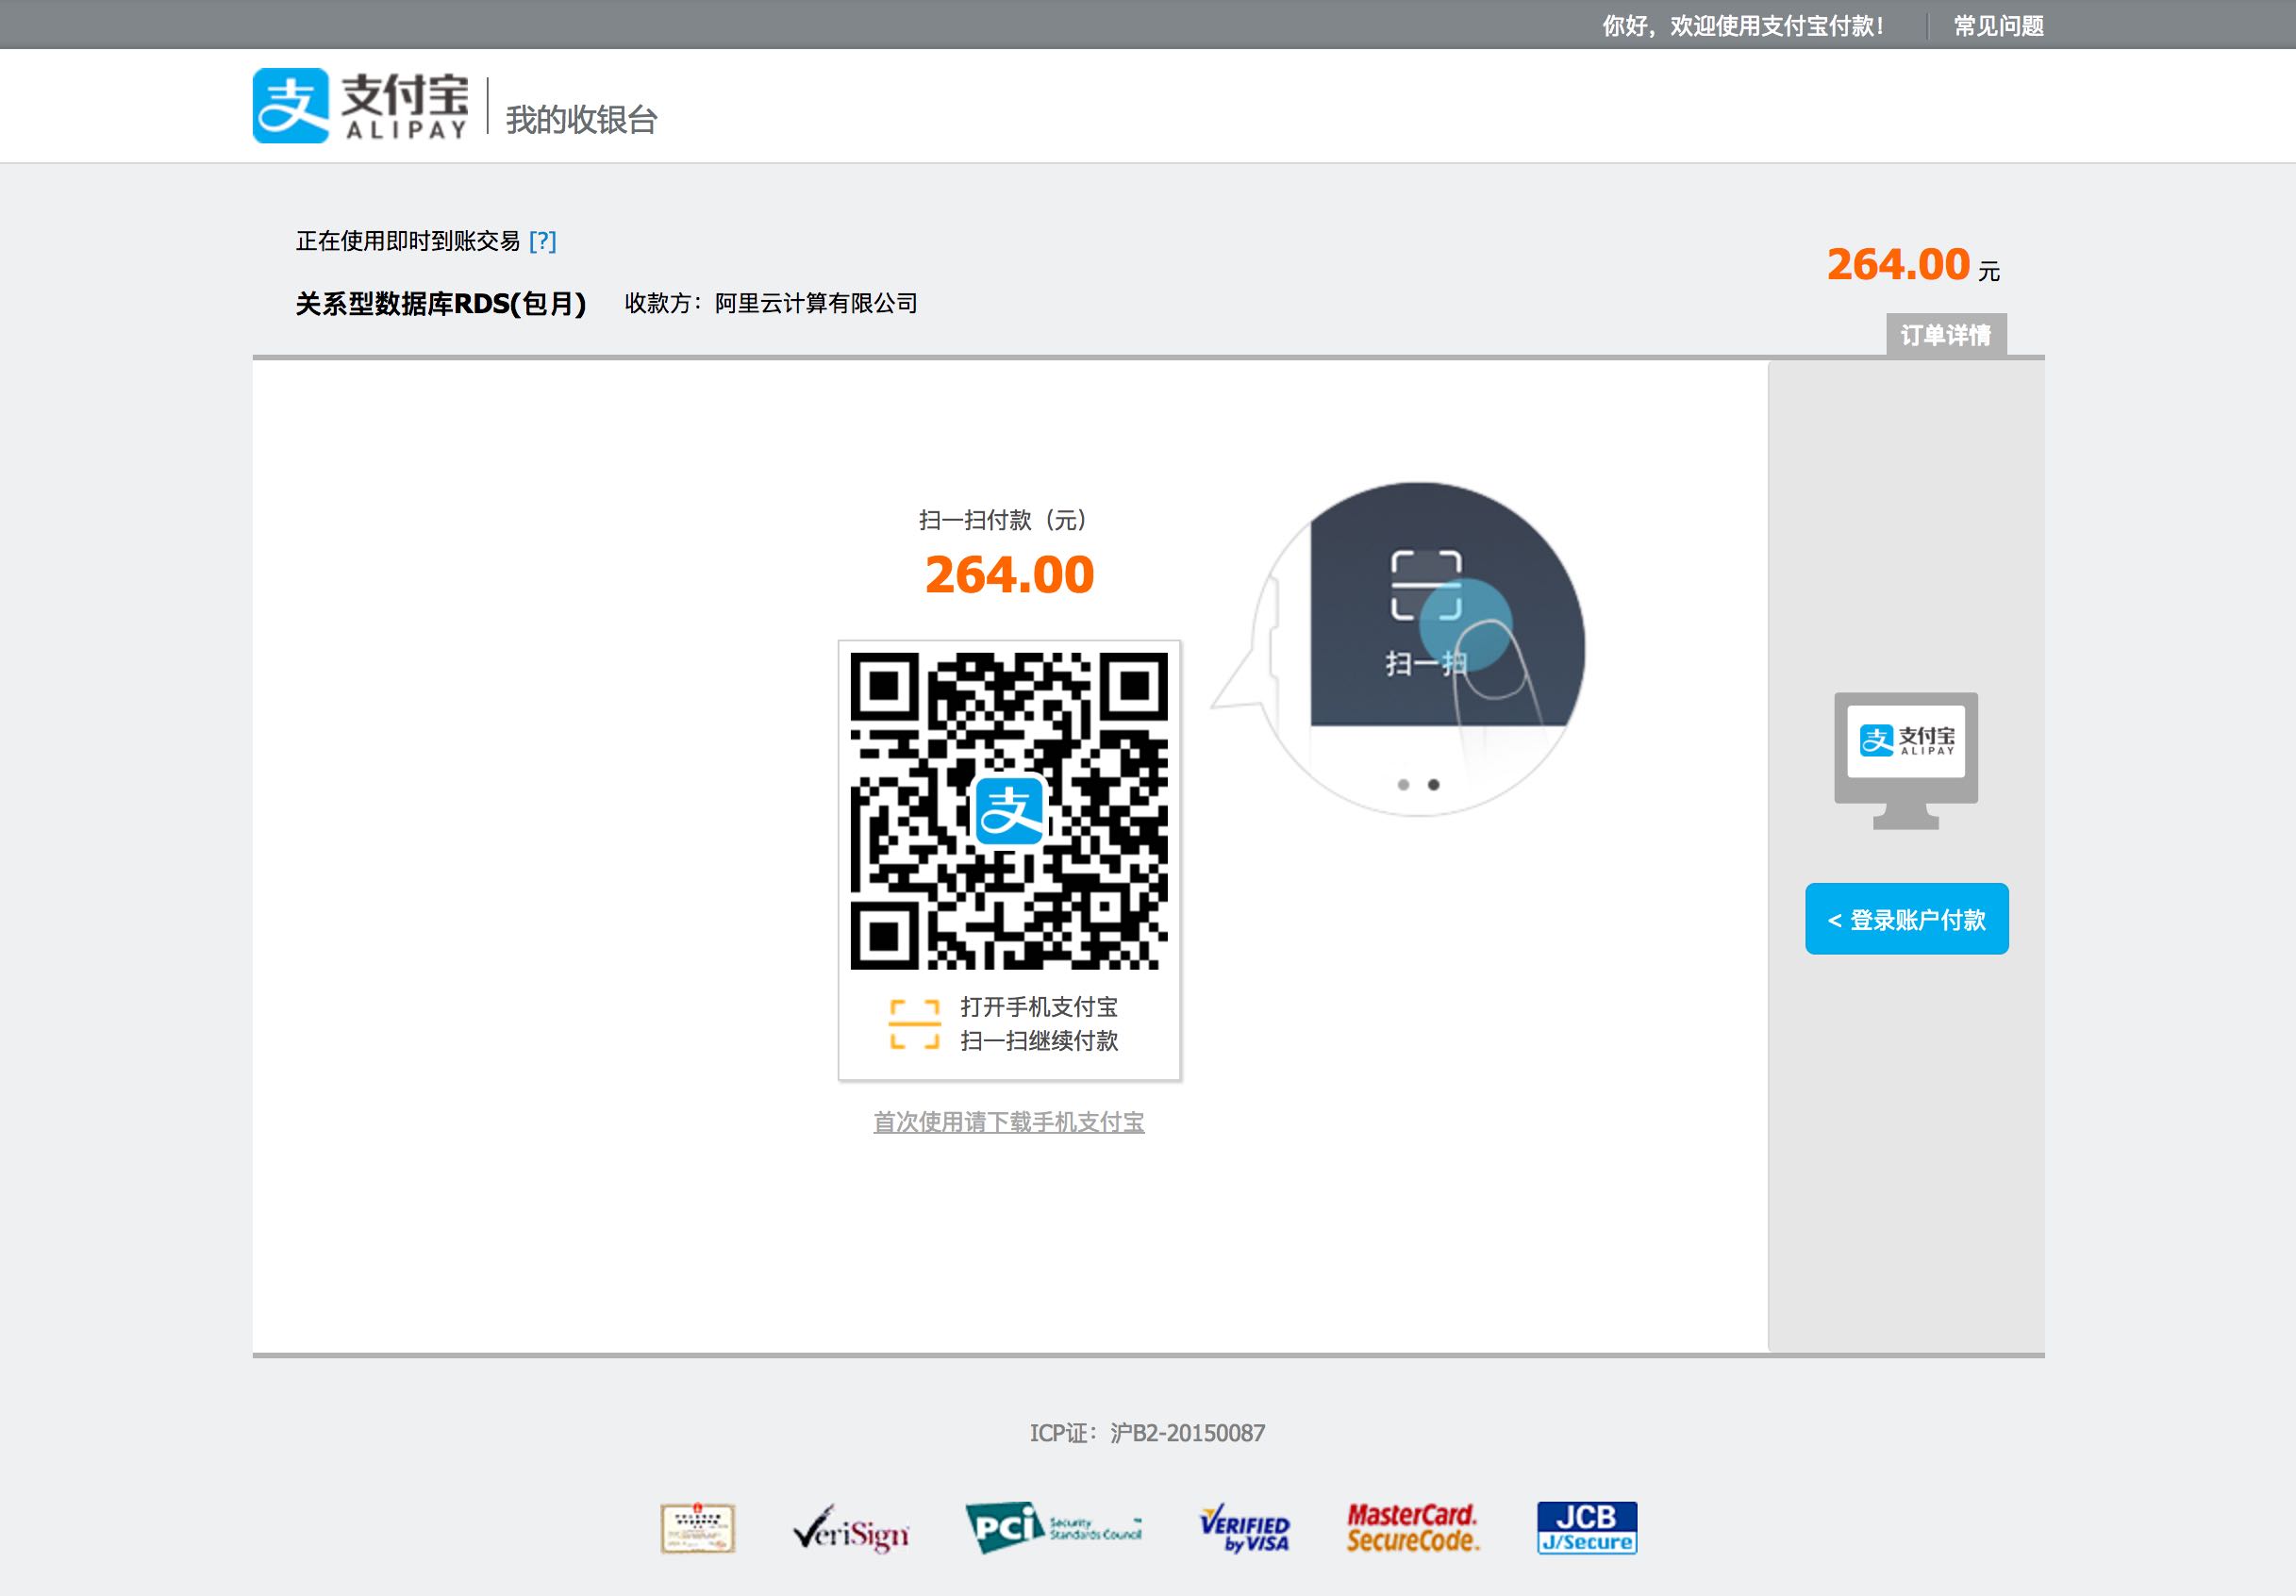 你好，欢迎使用支付宝付款！ 常见问题
支 支付宝 ALIPAY 我的收银台
正在使用即时到账交易 [?]
264.00 元
关系型数据库RDS(包月) 收款方：阿里云计算有限公司
订单详情
扫一扫付款（元）
264.00
扫一扫
支
支 支付宝 ALIPAY
< 登录账户付款
打开手机支付宝
扫一扫继续付款
首次使用请下载手机支付宝
ICP证：沪B2-20150087
VeriSign
PCi Security Standards Council
VERIFIED by VISA
MasterCard. SecureCode.
JCB J/Secure